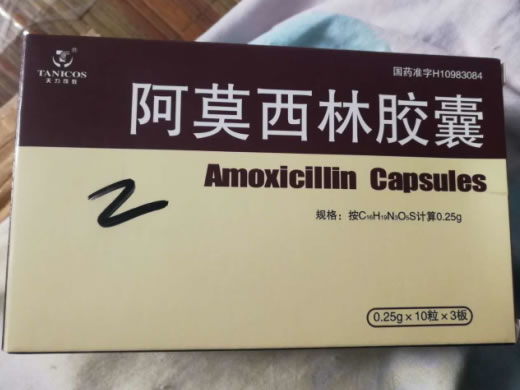 TANICOS
国药准字H10983084
阿莫西林胶囊
Amoxicillin Capsules
2
规格：按C₁₆H₁₉N₃O₅S计算0.25g
0.25g×10粒×3板